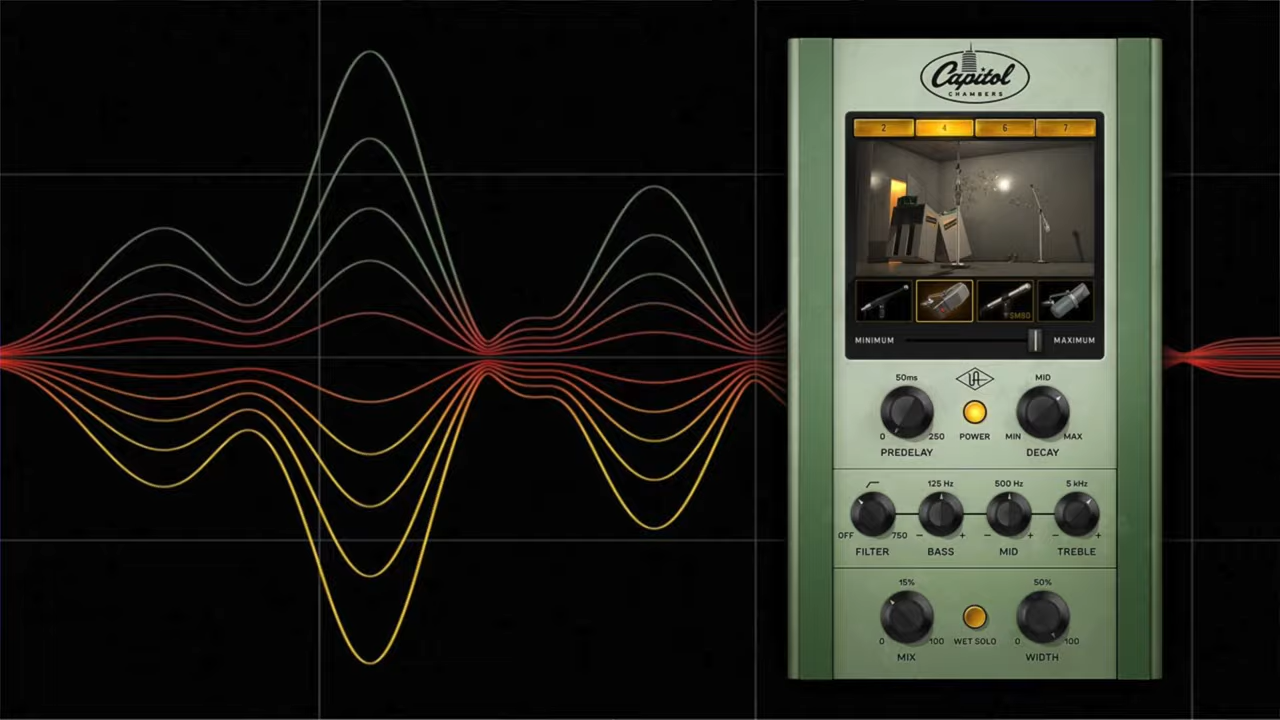 Capitol
CHAMBERS
2 4 6 7
SM80
MINIMUM MAXIMUM
50ms MID
UA
0 250 POWER MIN MAX
PREDELAY DECAY
125 Hz 500 Hz 5 kHz
OFF 750 − + − + − +
FILTER BASS MID TREBLE
15% 50%
0 100 WET SOLO 0 100
MIX WIDTH